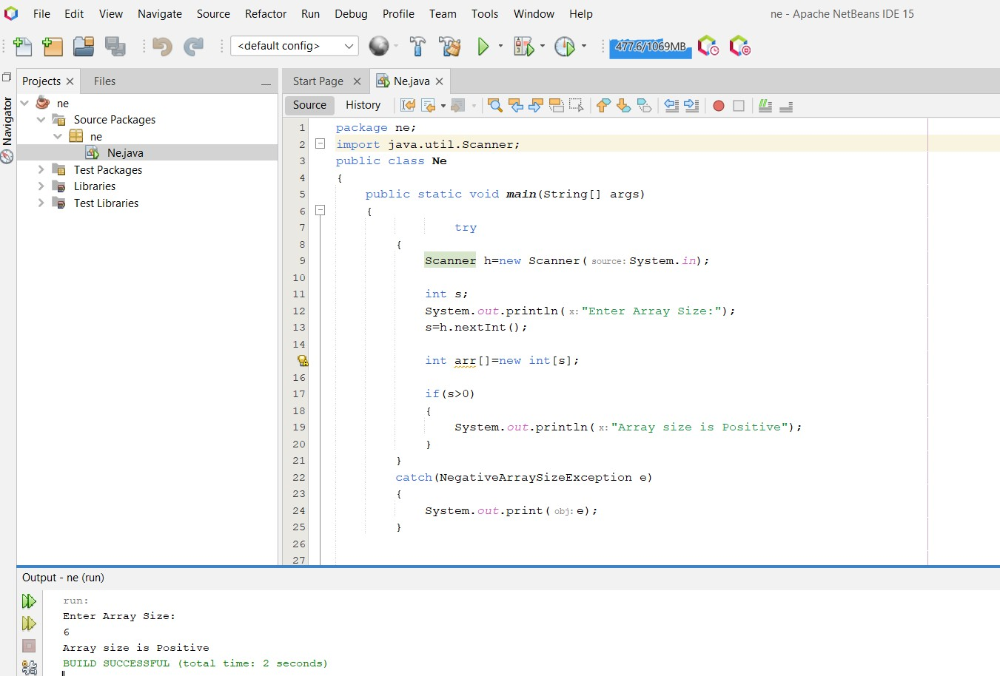 File Edit View Navigate Source Refactor Run Debug Profile Team Tools Window Help ne - Apache NetBeans IDE 15
<default config> 477.6/1069MB
Projects Files
Navigator
ne
Source Packages
ne
Ne.java
Test Packages
Libraries
Test Libraries
Start Page Ne.java
Source History
1 package ne;
2 import java.util.Scanner;
3 public class Ne
4 {
5 public static void main(String[] args)
6 {
7 try
8 {
9 Scanner h=new Scanner( source: System.in);
10
11 int s;
12 System.out.println( x: "Enter Array Size:");
13 s=h.nextInt();
14
int arr[]=new int[s];
16
17 if(s>0)
18 {
19 System.out.println( x: "Array size is Positive");
20 }
21 }
22 catch(NegativeArraySizeException e)
23 {
24 System.out.print( obj: e);
25 }
26
27
Output - ne (run)
run:
Enter Array Size:
6
Array size is Positive
BUILD SUCCESSFUL (total time: 2 seconds)